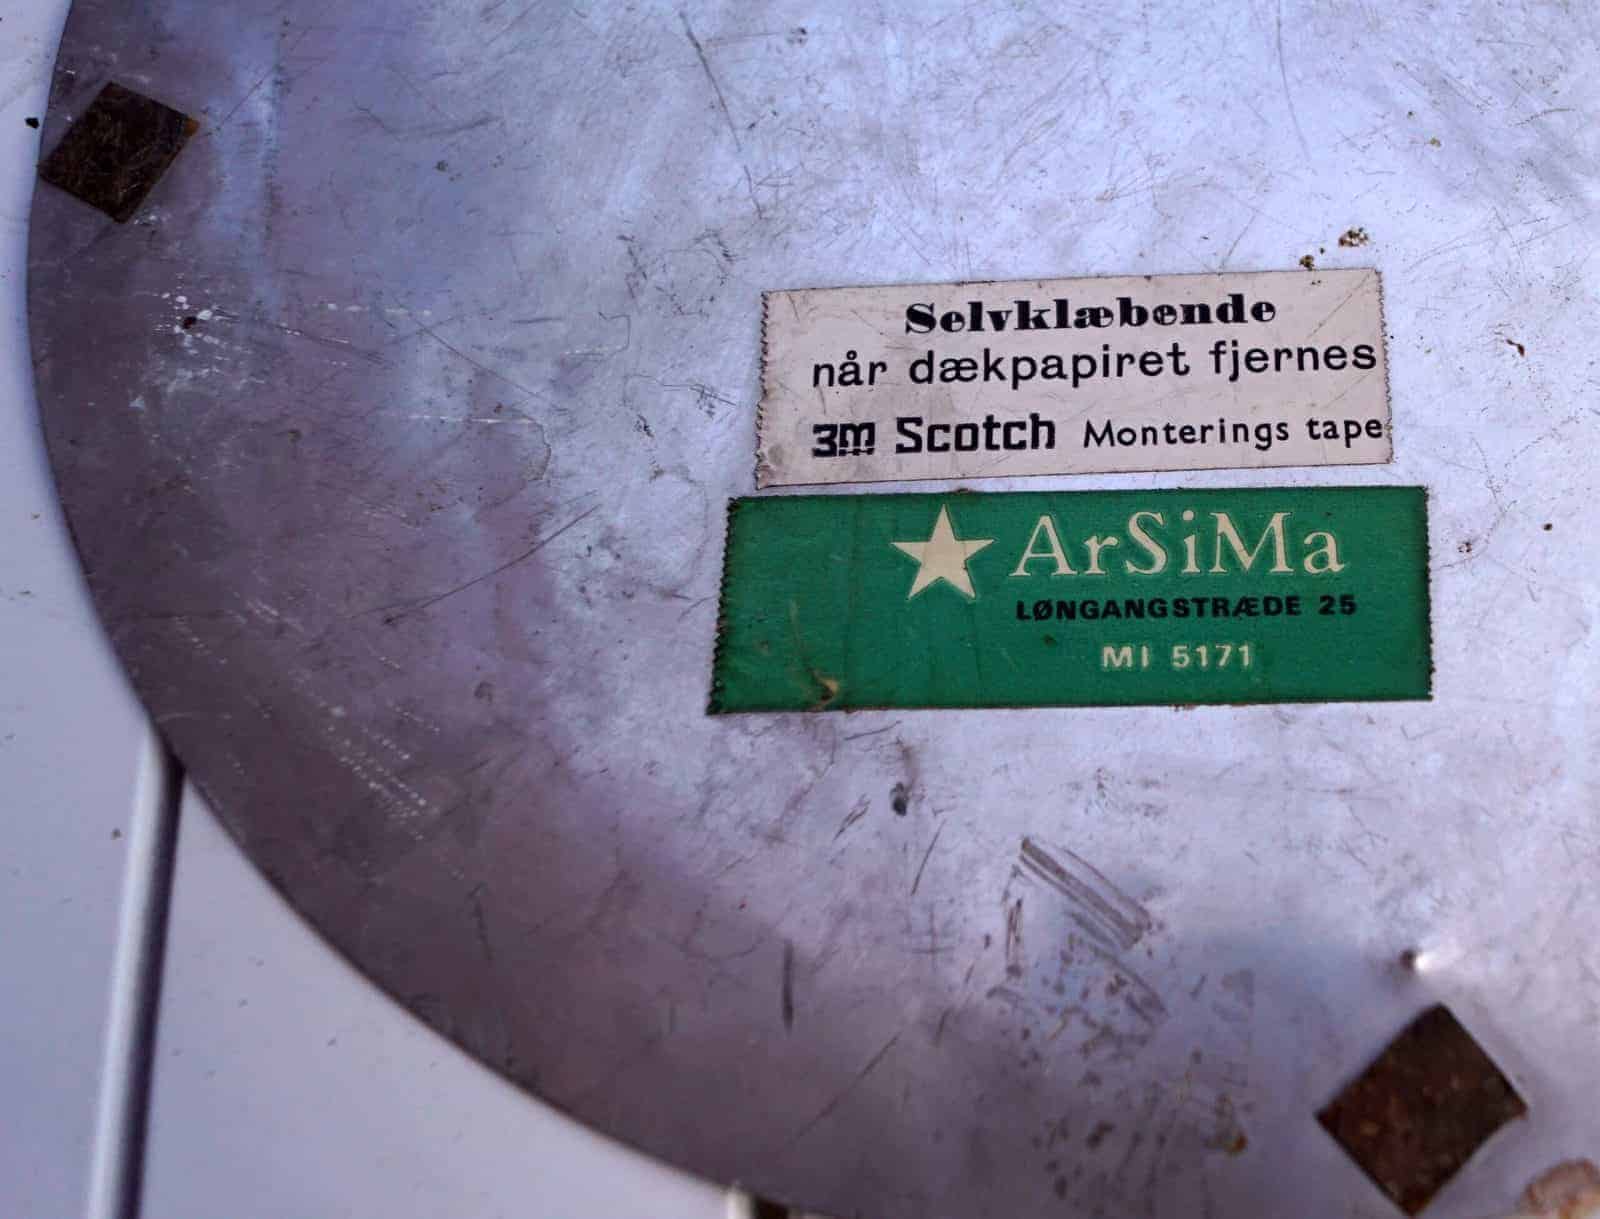 Selvklæbende
når dækpapiret fjernes
3M Scotch Monterings tape
ArSiMa
LØNGANGSTRÆDE 25
MI 5171